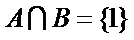 A ∩ B = {1}